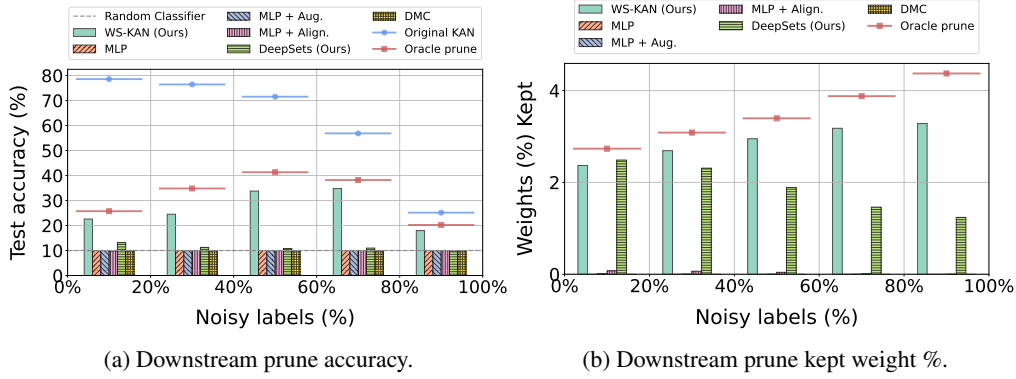 Random Classifier
WS-KAN (Ours)
MLP
MLP + Aug.
MLP + Align.
DeepSets (Ours)
DMC
Original KAN
Oracle prune
Test accuracy (%)
80
70
60
50
40
30
20
10
0
0% 20% 40% 60% 80% 100%
Noisy labels (%)
(a) Downstream prune accuracy.
WS-KAN (Ours)
MLP
MLP + Aug.
MLP + Align.
DeepSets (Ours)
DMC
Oracle prune
Weights (%) Kept
4
2
0
0% 20% 40% 60% 80% 100%
Noisy labels (%)
(b) Downstream prune kept weight %.